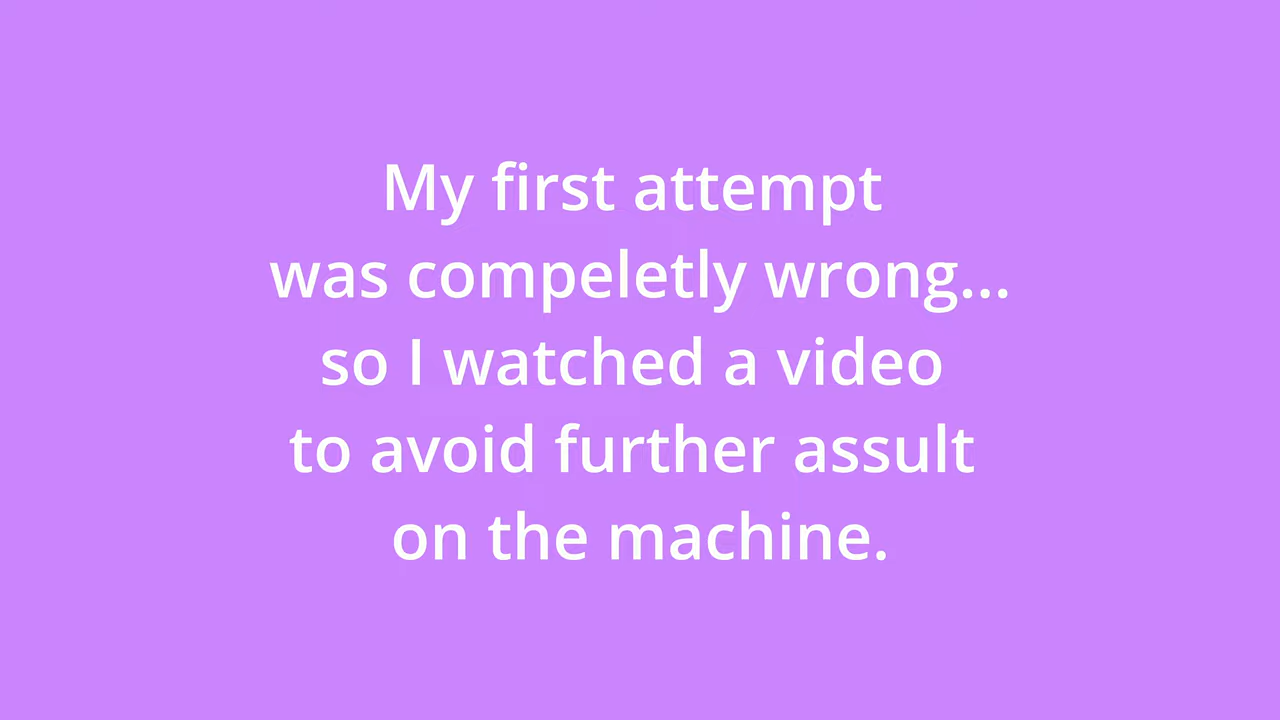 My first attempt
was compeletly wrong...
so I watched a video
to avoid further assult
on the machine.